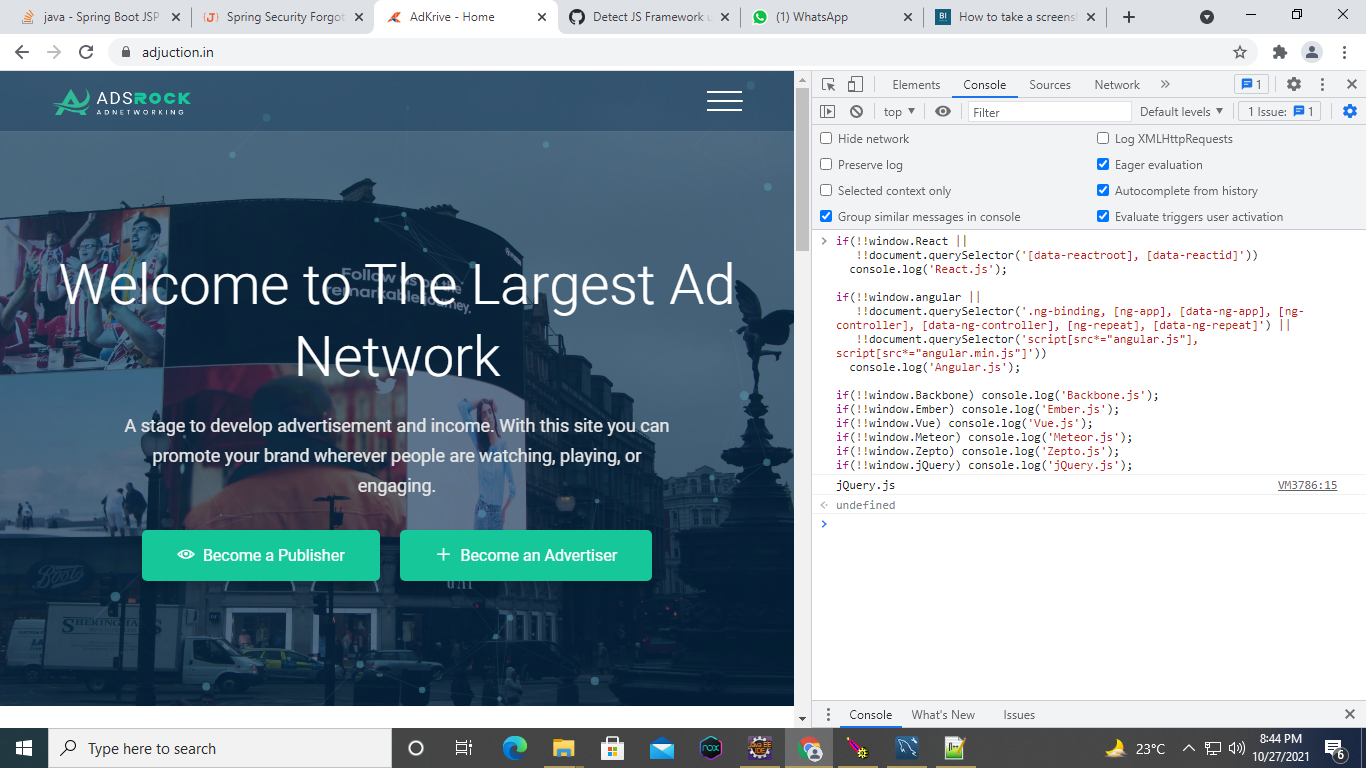 java - Spring Boot JSP
Spring Security Forgot
AdKrive - Home
Detect JS Framework u
(1) WhatsApp
How to take a screens
adjuction.in
ADSROCK
ADNETWORKING
Follow us on the
remarkable journey.
Welcome to The Largest Ad
Network
A stage to develop advertisement and income. With this site you can
promote your brand wherever people are watching, playing, or
engaging.
Become a Publisher
Become an Advertiser
Boots
SHERINGHAMS
Elements Console Sources Network 1
top Filter Default levels 1 Issue: 1
Hide network
Log XMLHttpRequests
Preserve log
Eager evaluation
Selected context only
Autocomplete from history
Group similar messages in console
Evaluate triggers user activation
if(!!window.React ||
!!document.querySelector('[data-reactroot], [data-reactid]'))
console.log('React.js');
if(!!window.angular ||
!!document.querySelector('.ng-binding, [ng-app], [data-ng-app], [ng-
controller], [data-ng-controller], [ng-repeat], [data-ng-repeat]') ||
!!document.querySelector('script[src*="angular.js"],
script[src*="angular.min.js"]'))
console.log('Angular.js');
if(!!window.Backbone) console.log('Backbone.js');
if(!!window.Ember) console.log('Ember.js');
if(!!window.Vue) console.log('Vue.js');
if(!!window.Meteor) console.log('Meteor.js');
if(!!window.Zepto) console.log('Zepto.js');
if(!!window.jQuery) console.log('jQuery.js');
jQuery.js VM3786:15
undefined
Console What's New Issues
Type here to search
23°C
8:44 PM
10/27/2021
6